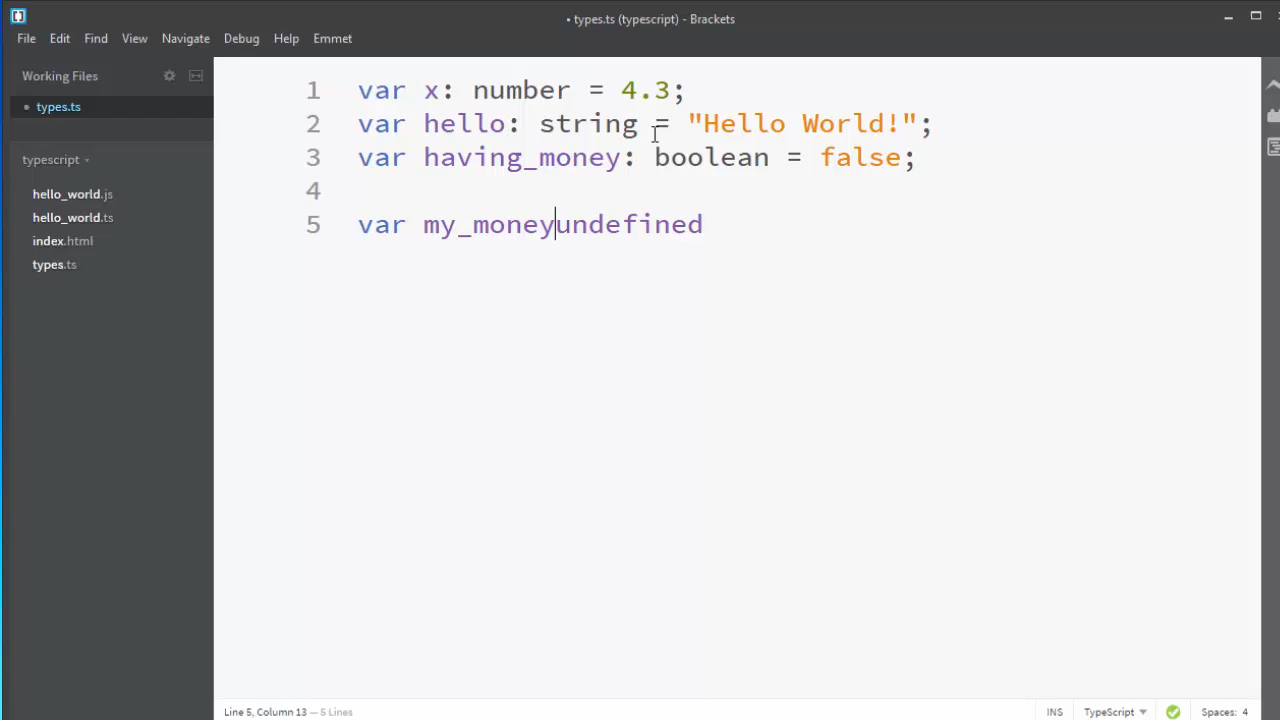 • types.ts (typescript) - Brackets
File Edit Find View Navigate Debug Help Emmet
Working Files
• types.ts
typescript
hello_world.js
hello_world.ts
index.html
types.ts
1 var x: number = 4.3;
2 var hello: string = "Hello World!";
3 var having_money: boolean = false;
4
5 var my_moneyundefined
Line 5, Column 13 — 5 Lines
INS TypeScript Spaces: 4